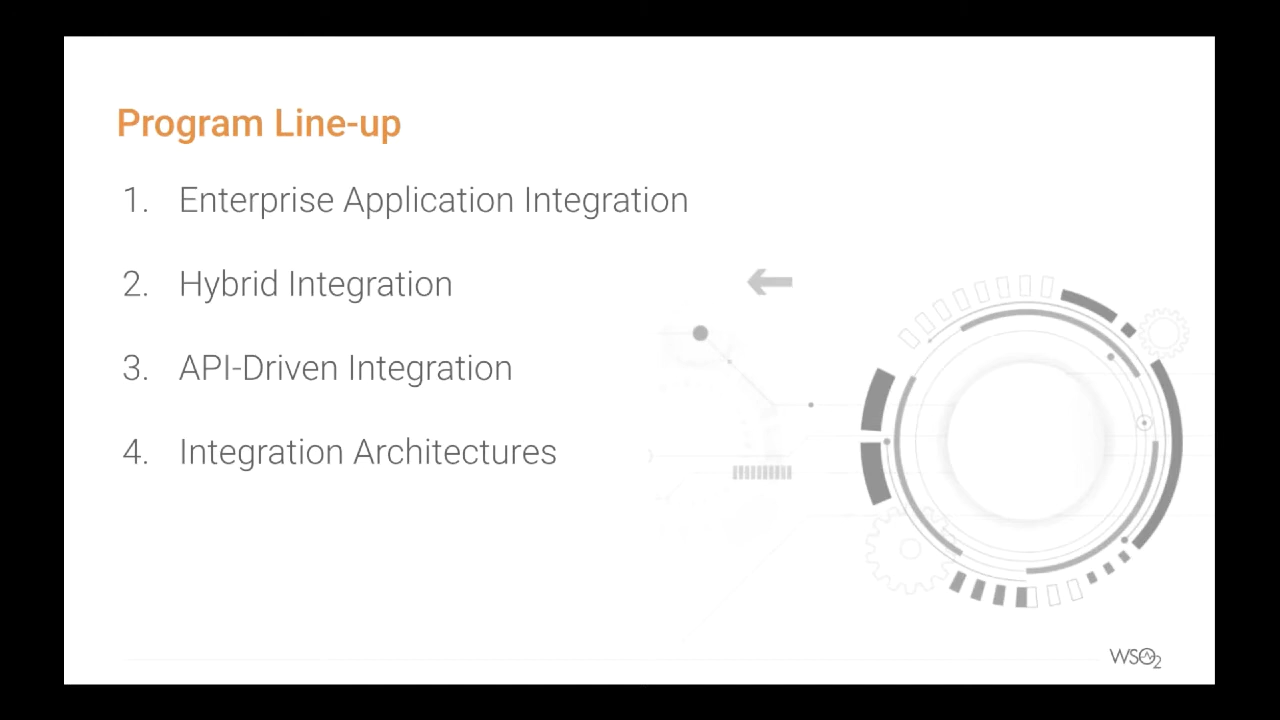 Program Line-up
1. Enterprise Application Integration
2. Hybrid Integration
3. API-Driven Integration
4. Integration Architectures
WSO2